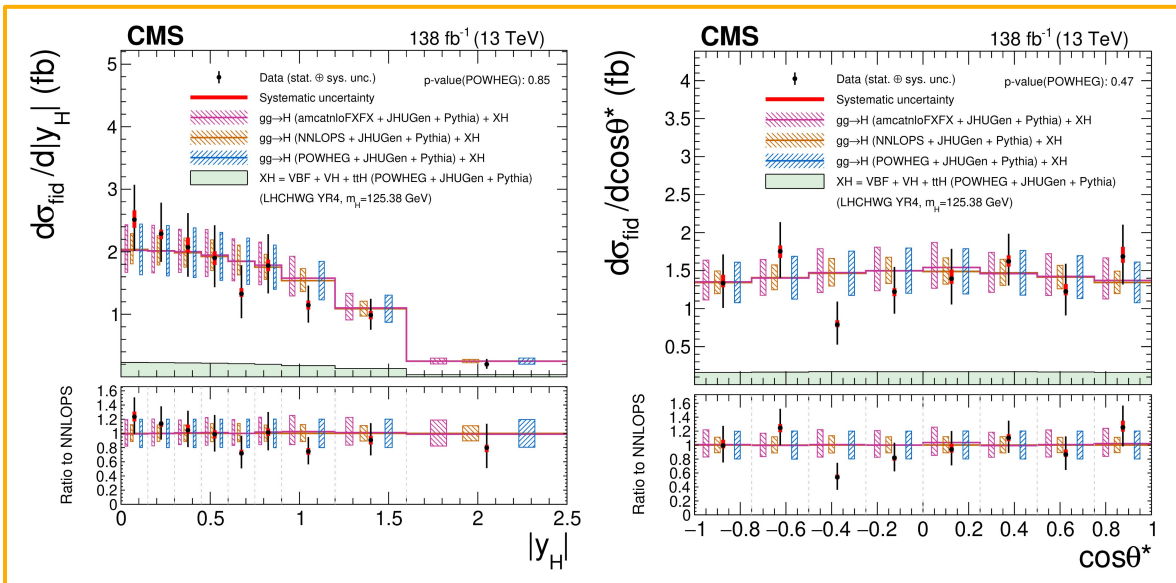 CMS 138 fb⁻¹ (13 TeV)
dσ_fid/d|y_H| (fb)
5
4
3
2
1
Data (stat. ⊕ sys. unc.) p-value(POWHEG): 0.85
Systematic uncertainty
gg→H (amcatnloFXFX + JHUGen + Pythia) + XH
gg→H (NNLOPS + JHUGen + Pythia) + XH
gg→H (POWHEG + JHUGen + Pythia) + XH
XH = VBF + VH + ttH (POWHEG + JHUGen + Pythia)
(LHCHWG YR4, m_H=125.38 GeV)
Ratio to NNLOPS
1.6
1.4
1.2
1.0
0.8
0.6
0.4
0.2
0
0 0.5 1 1.5 2 2.5
|y_H|
CMS 138 fb⁻¹ (13 TeV)
dσ_fid/dcosθ* (fb)
4
3.5
3
2.5
2
1.5
1
0.5
Data (stat. ⊕ sys. unc.) p-value(POWHEG): 0.47
Systematic uncertainty
gg→H (amcatnloFXFX + JHUGen + Pythia) + XH
gg→H (NNLOPS + JHUGen + Pythia) + XH
gg→H (POWHEG + JHUGen + Pythia) + XH
XH = VBF + VH + ttH (POWHEG + JHUGen + Pythia)
(LHCHWG YR4, m_H=125.38 GeV)
Ratio to NNLOPS
1.6
1.4
1.2
1.0
0.8
0.6
0.4
0.2
0
−1 −0.8 −0.6 −0.4 −0.2 0 0.2 0.4 0.6 0.8 1
cosθ*